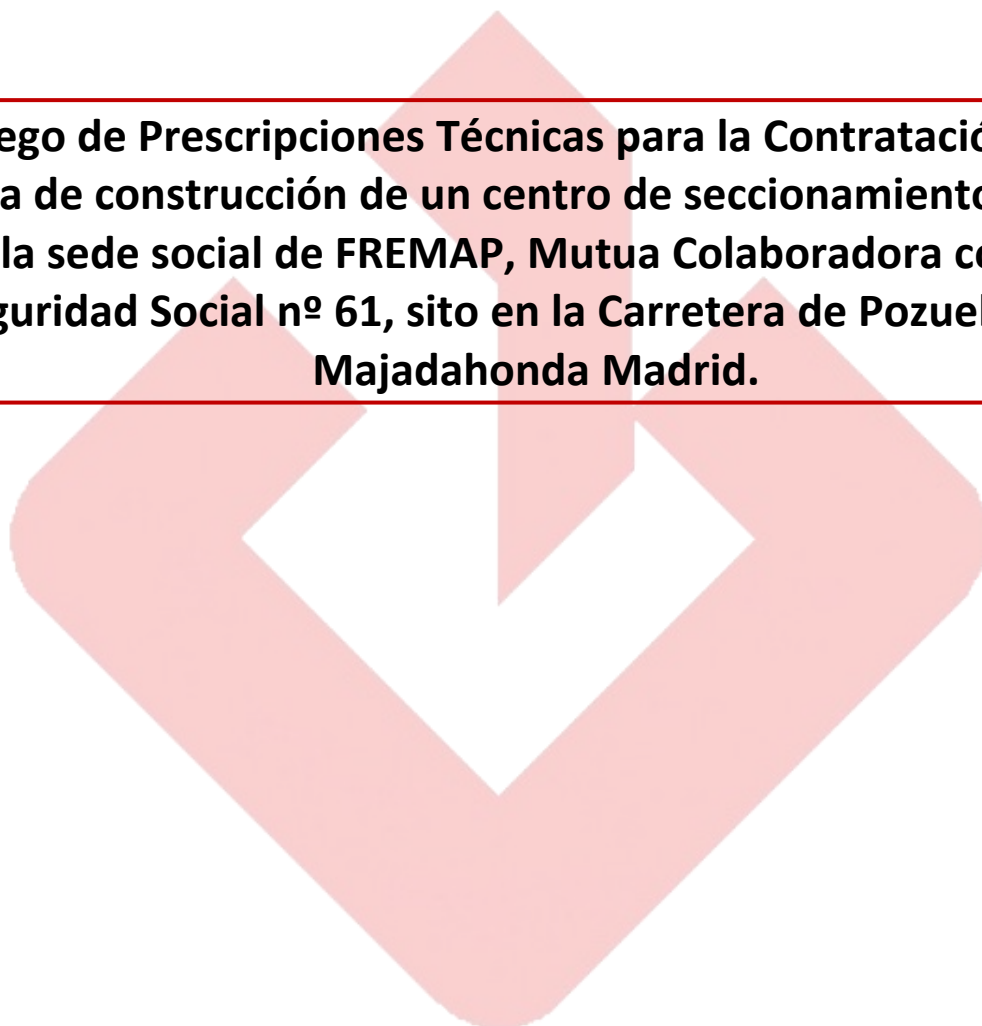 ego de Prescripciones Técnicas para la Contratació
a de construcción de un centro de seccionamiento
la sede social de FREMAP, Mutua Colaboradora co
guridad Social nº 61, sito en la Carretera de Pozuel
Majadahonda Madrid.